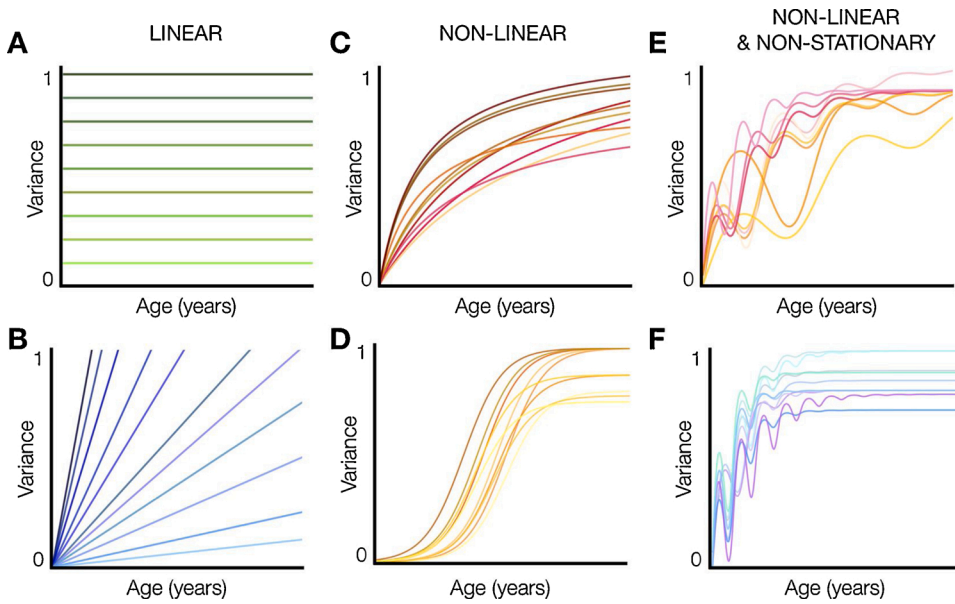 LINEAR
NON-LINEAR
NON-LINEAR
& NON-STATIONARY
A
C
E
1
Variance
0
Age (years)
1
Variance
0
Age (years)
1
Variance
0
Age (years)
B
D
F
1
Variance
0
Age (years)
1
Variance
0
Age (years)
1
Variance
0
Age (years)